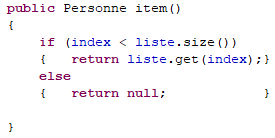 public Personne item()
{
if (index < liste.size())
{ return liste.get(index);}
else
{ return null; }
}